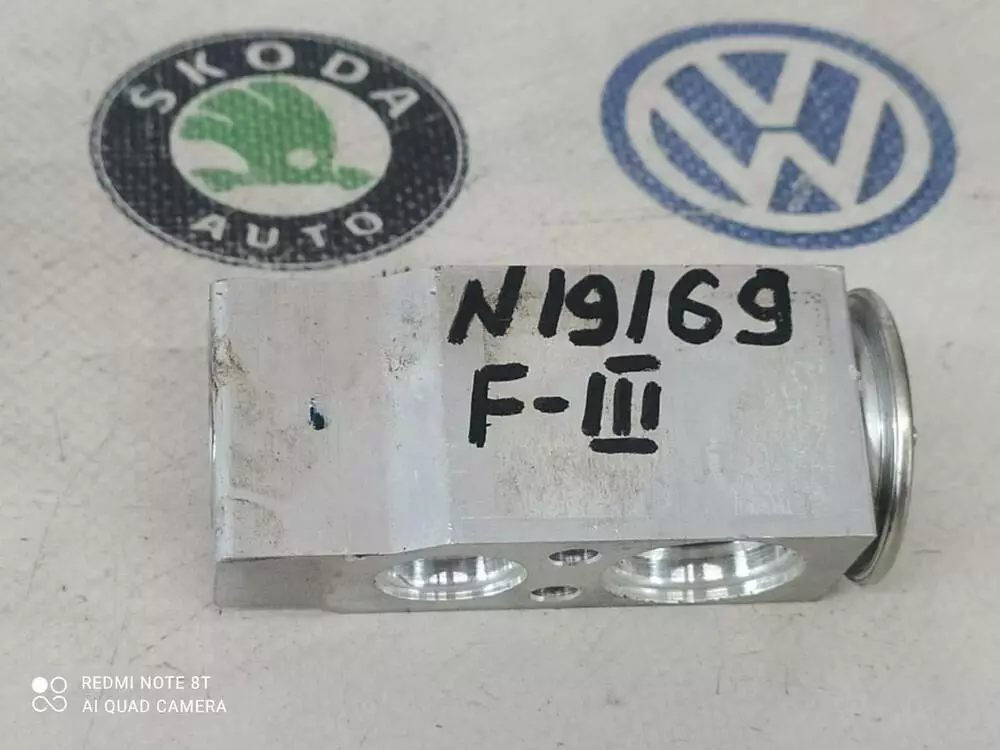 SKODA
AUTO
N19169
F-III
REDMI NOTE 8T
AI QUAD CAMERA